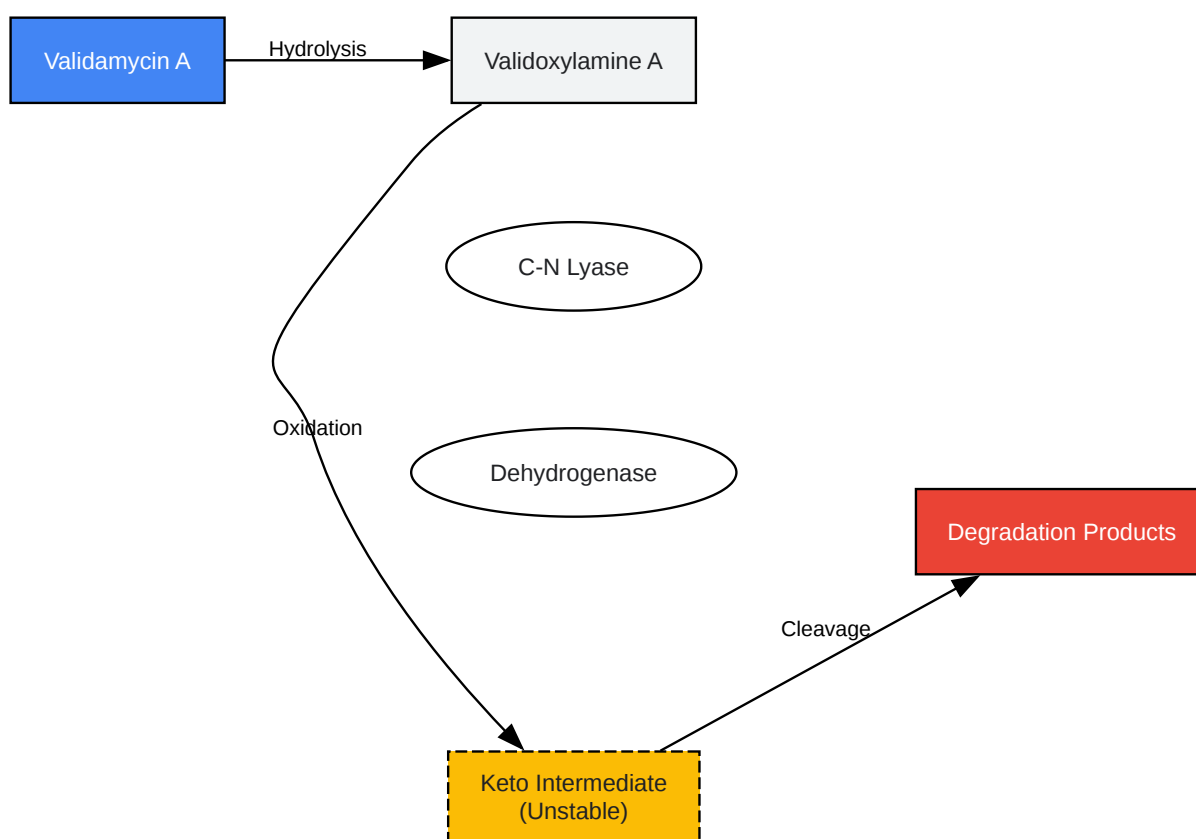 Validamycin A
Hydrolysis
Validoxylamine A
C-N Lyase
Oxidation
Dehydrogenase
Degradation Products
Cleavage
Keto Intermediate
(Unstable)